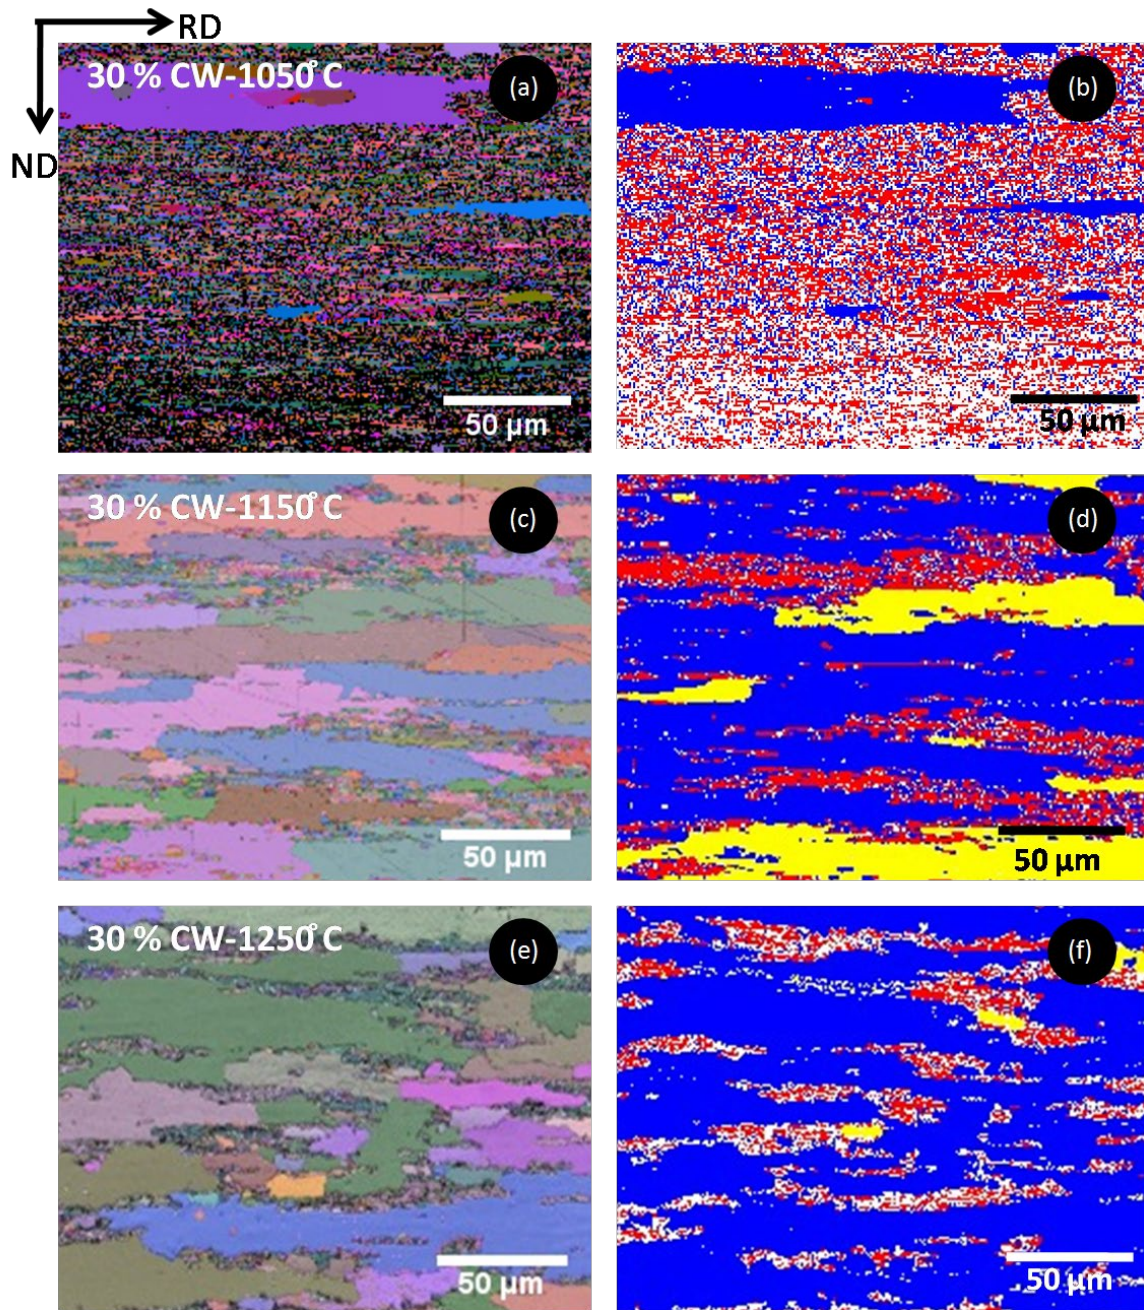 RD
ND
30 % CW-1050°C
(a)
50 µm
(b)
50 µm
30 % CW-1150°C
(c)
50 µm
(d)
50 µm
30 % CW-1250°C
(e)
50 µm
(f)
50 µm